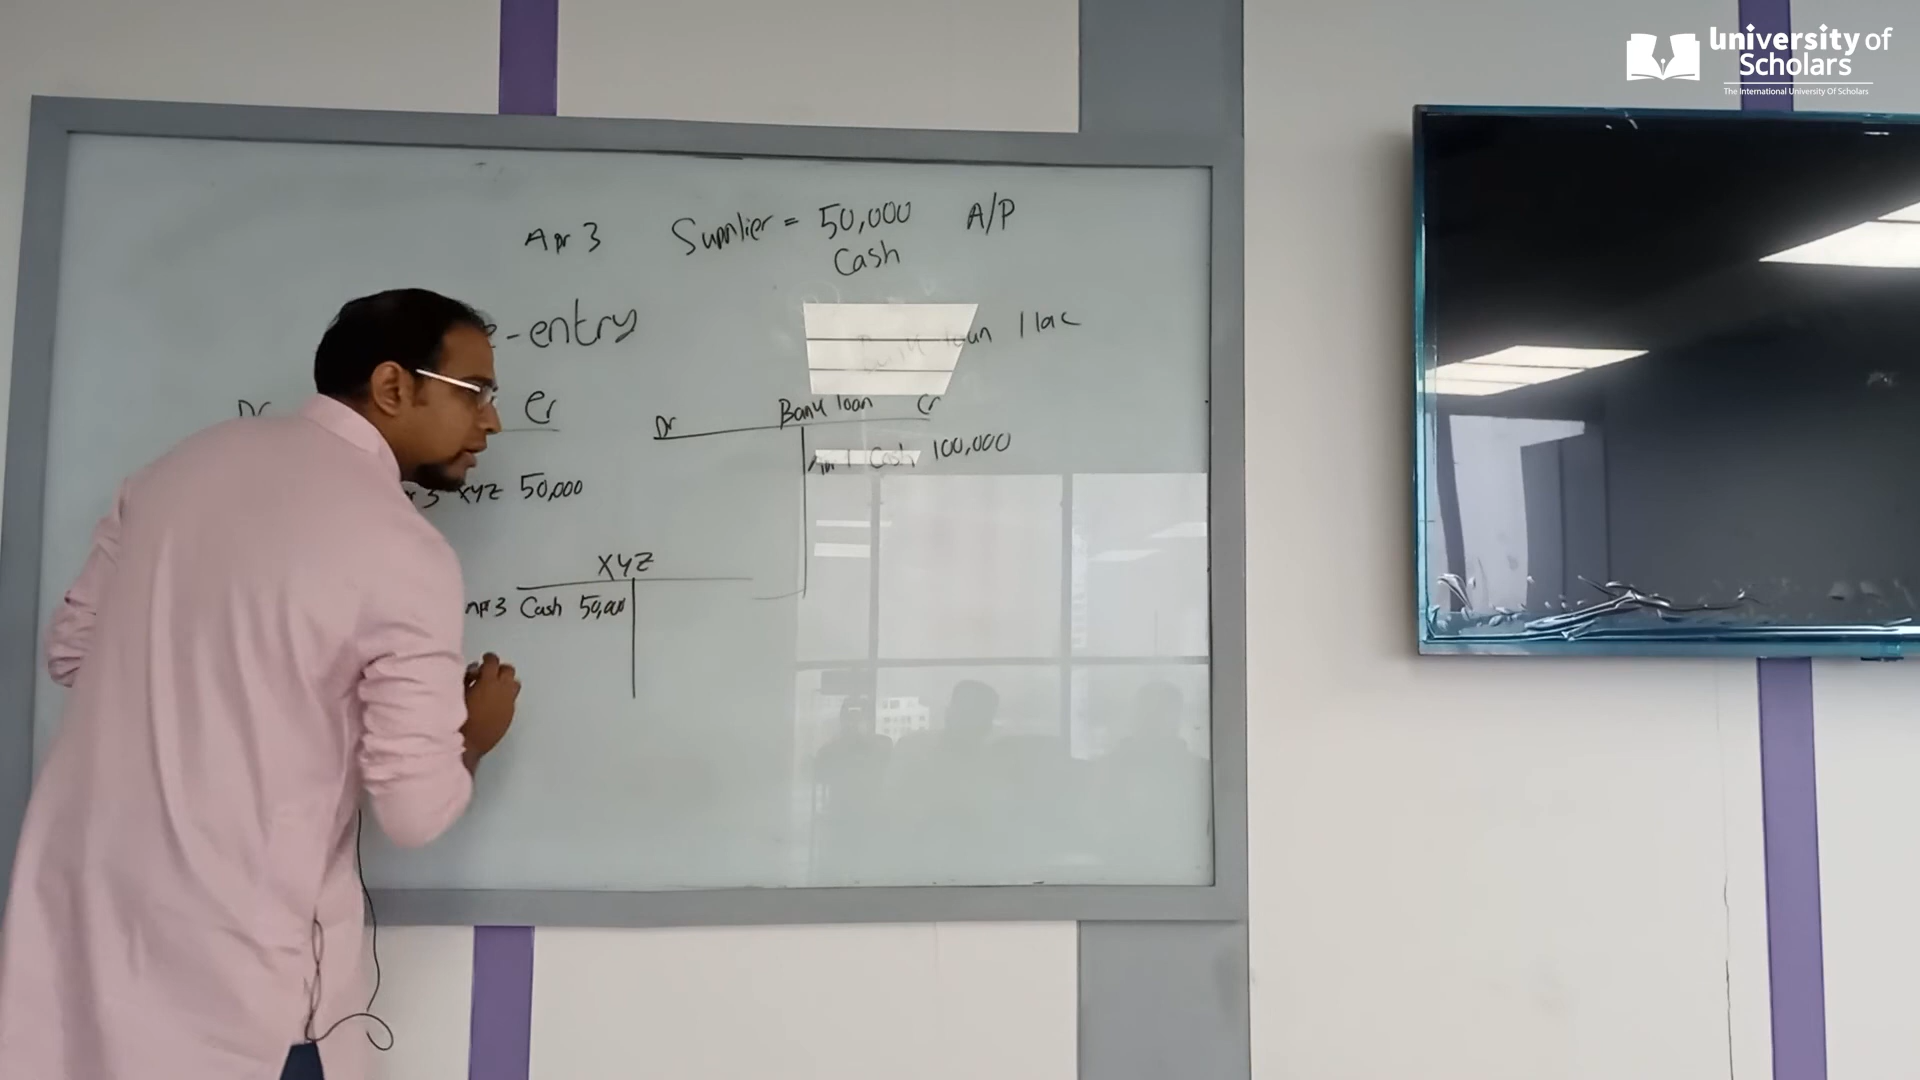 University of
Scholars
The International University Of Scholars
Apr 3 Supplier = 50,000 A/P
Cash
-entry
loan 1 lac
Dr Cr
Dr Bank loan Cr
Cash 100,000
3 XYZ 50,000
XYZ
Apr 3 Cash 50,000